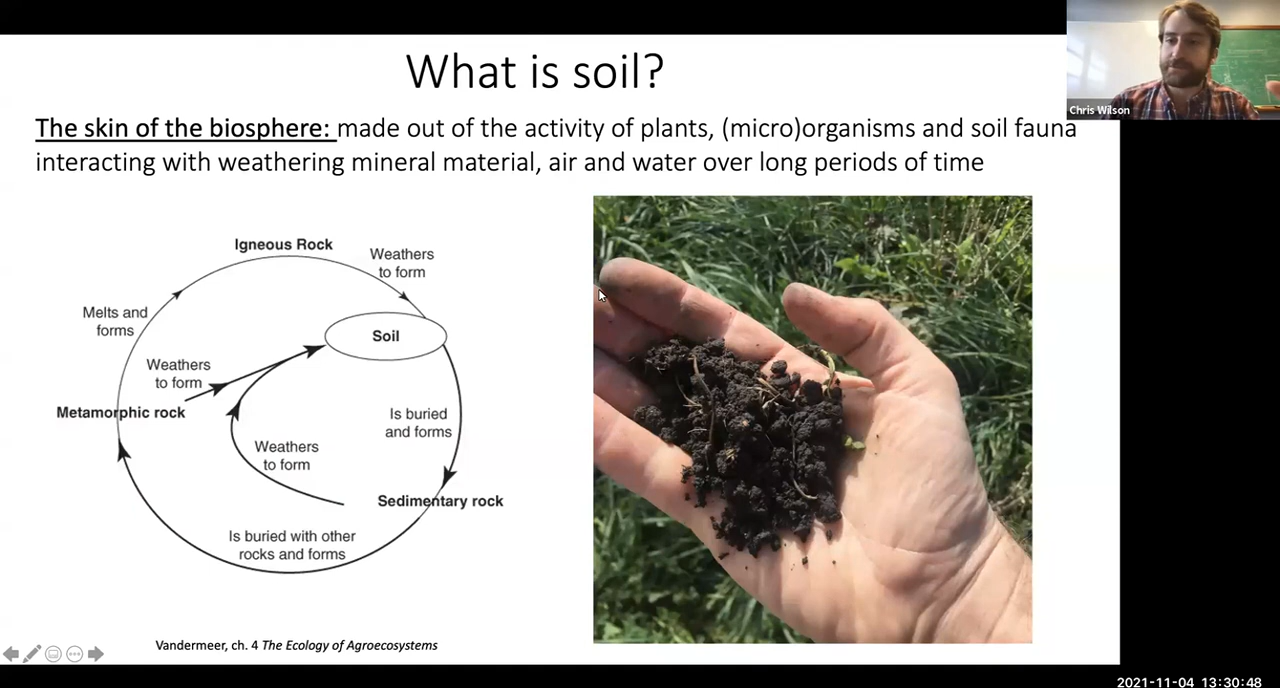 What is soil?
Chris Wilson
The skin of the biosphere: made out of the activity of plants, (micro)organisms and soil fauna
interacting with weathering mineral material, air and water over long periods of time
Igneous Rock
Weathers
to form
Melts and
forms
Soil
Weathers
to form
Metamorphic rock
Is buried
and forms
Weathers
to form
Sedimentary rock
Is buried with other
rocks and forms
Vandermeer, ch. 4 The Ecology of Agroecosystems
2021-11-04 13:30:48